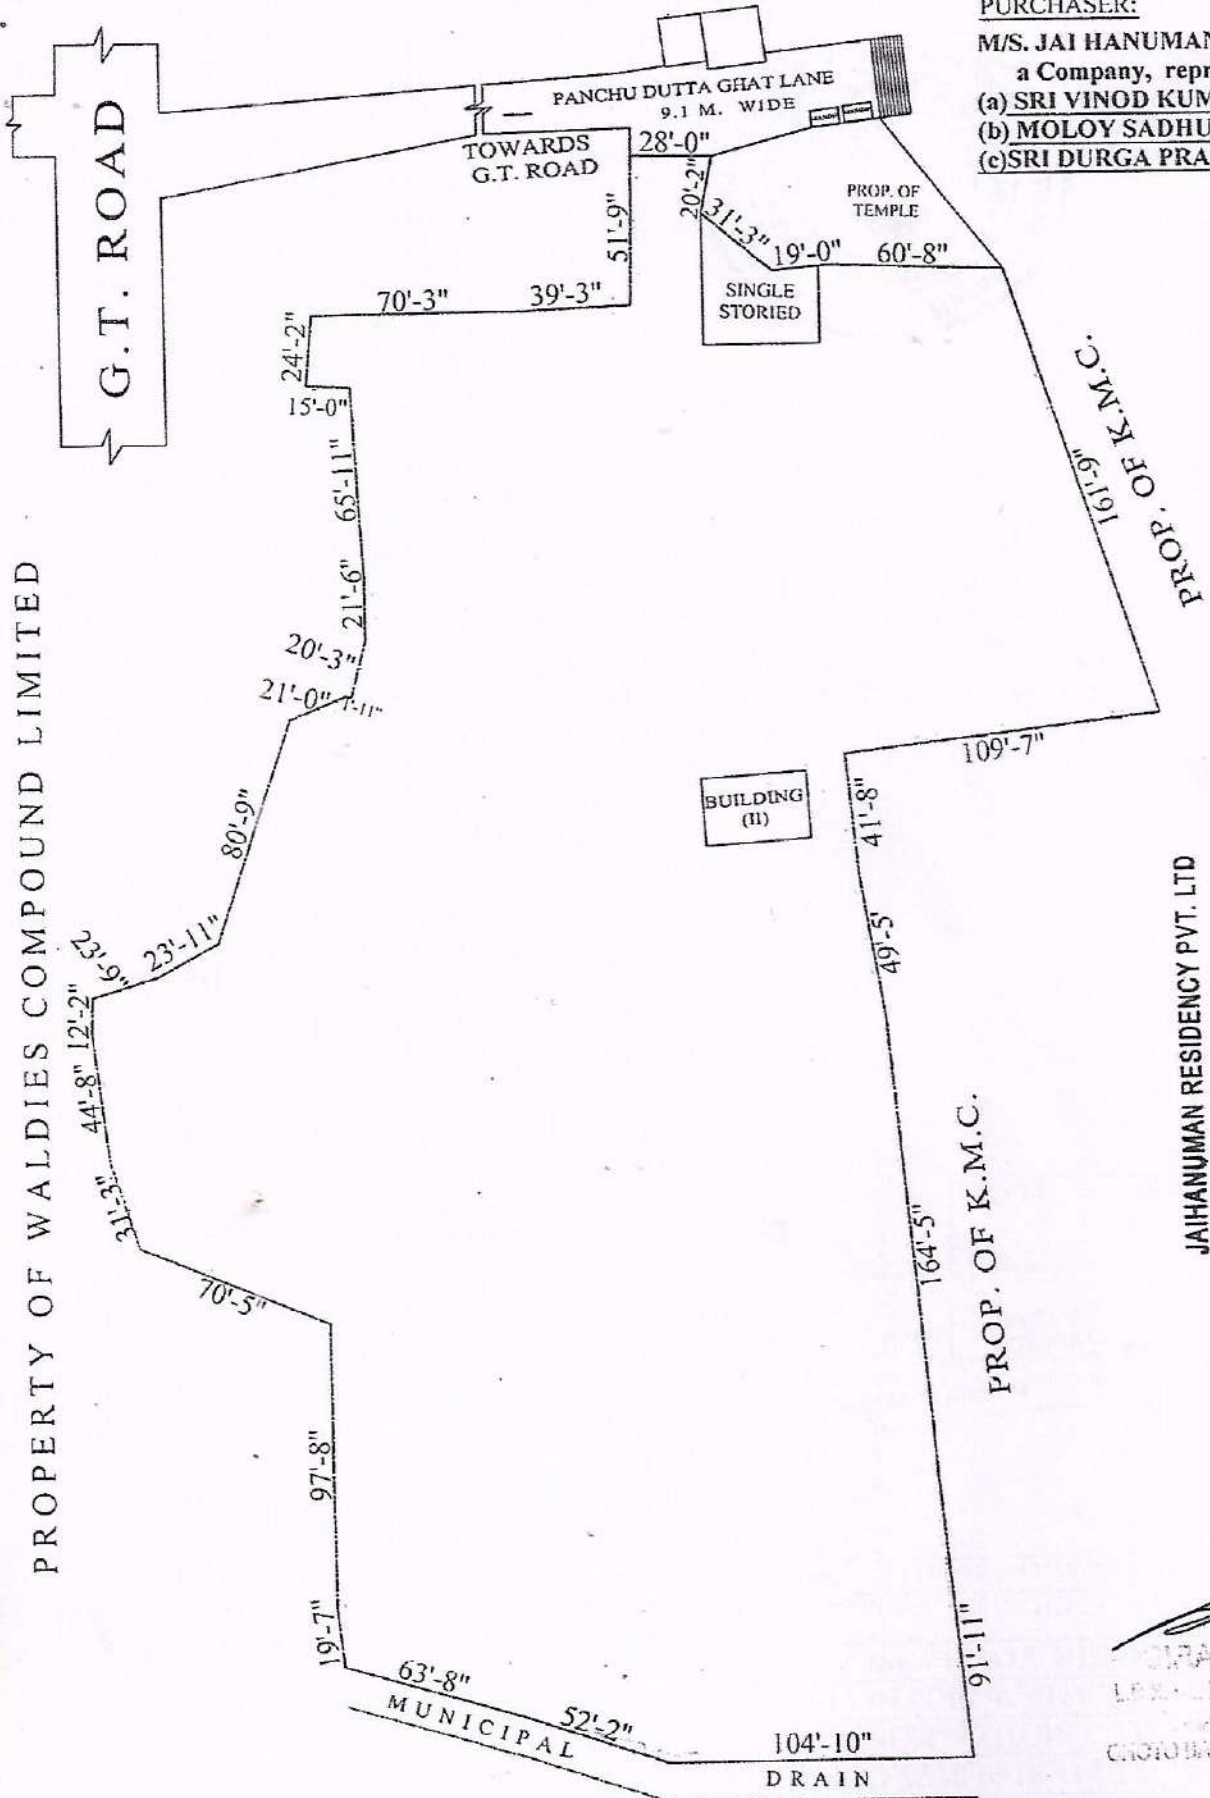 PURCHASER:
M/S. JAI HANUMAN
a Company, repr
(a) SRI VINOD KUM
(b) MOLOY SADHU
(c)SRI DURGA PRA
G.T. ROAD
PANCHU DUTTA GHAT LANE
9.1 M. WIDE
TOWARDS
G.T. ROAD
28'-0"
20'-2"
31'-3"
19'-0"
60'-8"
PROP. OF
TEMPLE
51'-9"
SINGLE
STORIED
70'-3"
39'-3"
24'-2"
15'-0"
65'-11"
21'-6"
20'-3"
21'-0"
1'-11"
161'-9"
PROP. OF K.M.C.
109'-7"
BUILDING
(II)
41'-8"
49'-5'
80'-9"
23'-11"
23'-9"
12'-2"
44'-8"
31'-3"
70'-5"
PROPERTY OF WALDIES COMPOUND LIMITED
164'-5"
PROP. OF K.M.C.
JAIHANUMAN RESIDENCY PVT. LTD
97'-8"
19'-7"
91'-11"
63'-8"
52'-2"
104'-10"
MUNICIPAL
DRAIN